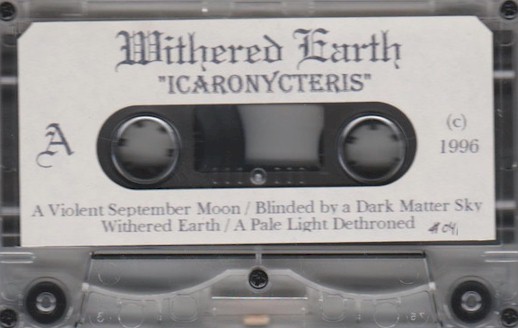 Withered Earth
"ICARONYCTERIS"
A
(c)
1996
A Violent September Moon / Blinded by a Dark Matter Sky
Withered Earth / A Pale Light Dethroned